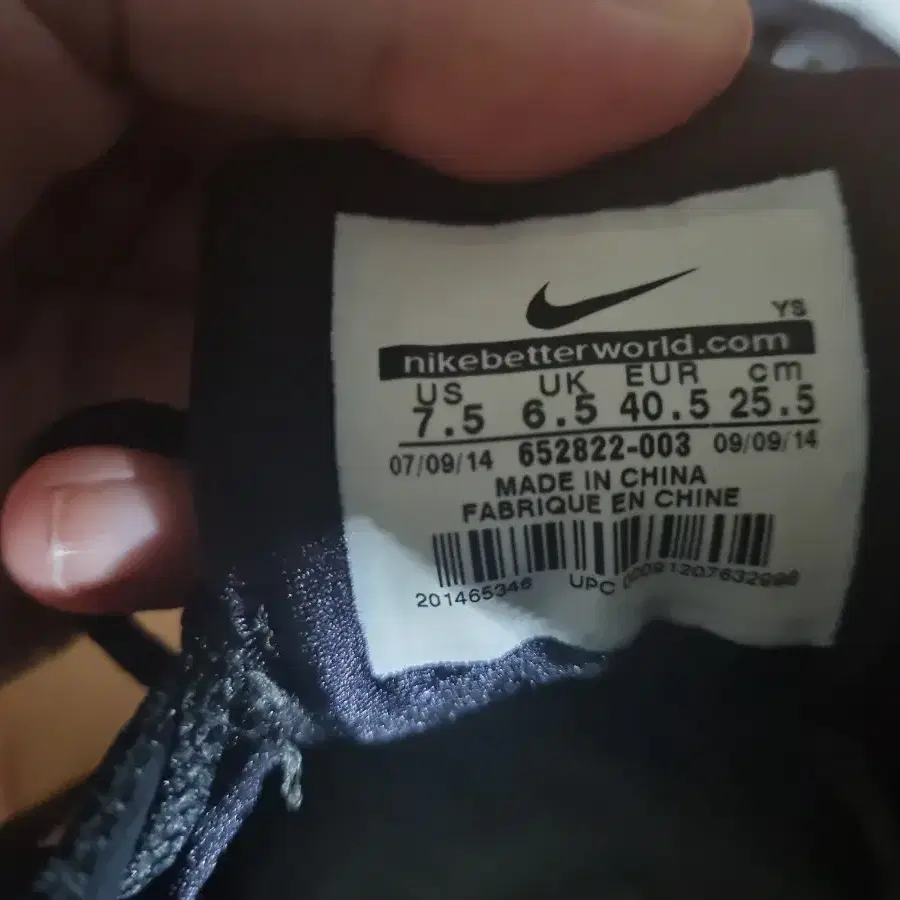 YS
nikebetterworld.com
US UK EUR cm
7.5 6.5 40.5 25.5
07/09/14 652822-003 09/09/14
MADE IN CHINA
FABRIQUE EN CHINE
201465346 UPC